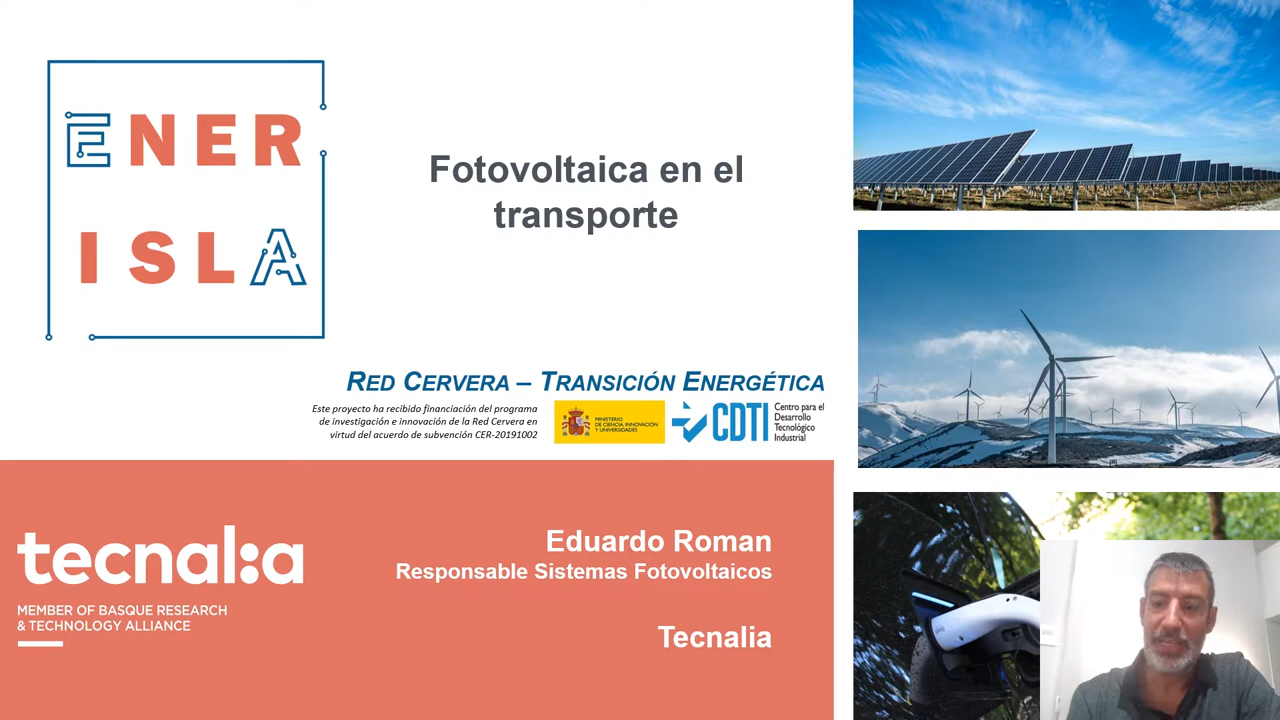 ENER
ISLA
Fotovoltaica en el
transporte
RED CERVERA – TRANSICIÓN ENERGÉTICA
Este proyecto ha recibido financiación del programa
de investigación e innovación de la Red Cervera en
virtud del acuerdo de subvención CER-20191002
MINISTERIO
DE CIENCIA, INNOVACIÓN
Y UNIVERSIDADES
CDTI
Centro para el
Desarrollo
Tecnológico
Industrial
tecnal:a
MEMBER OF BASQUE RESEARCH
& TECHNOLOGY ALLIANCE
Eduardo Roman
Responsable Sistemas Fotovoltaicos
Tecnalia